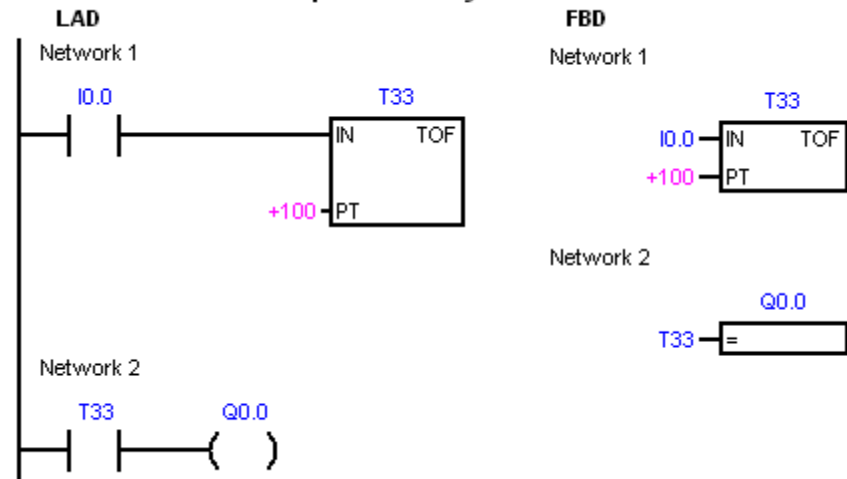 LAD
Network 1
I0.0
T33
IN TOF
+100 PT
Network 2
T33 Q0.0
( )
FBD
Network 1
T33
I0.0 IN TOF
+100 PT
Network 2
Q0.0
T33 =